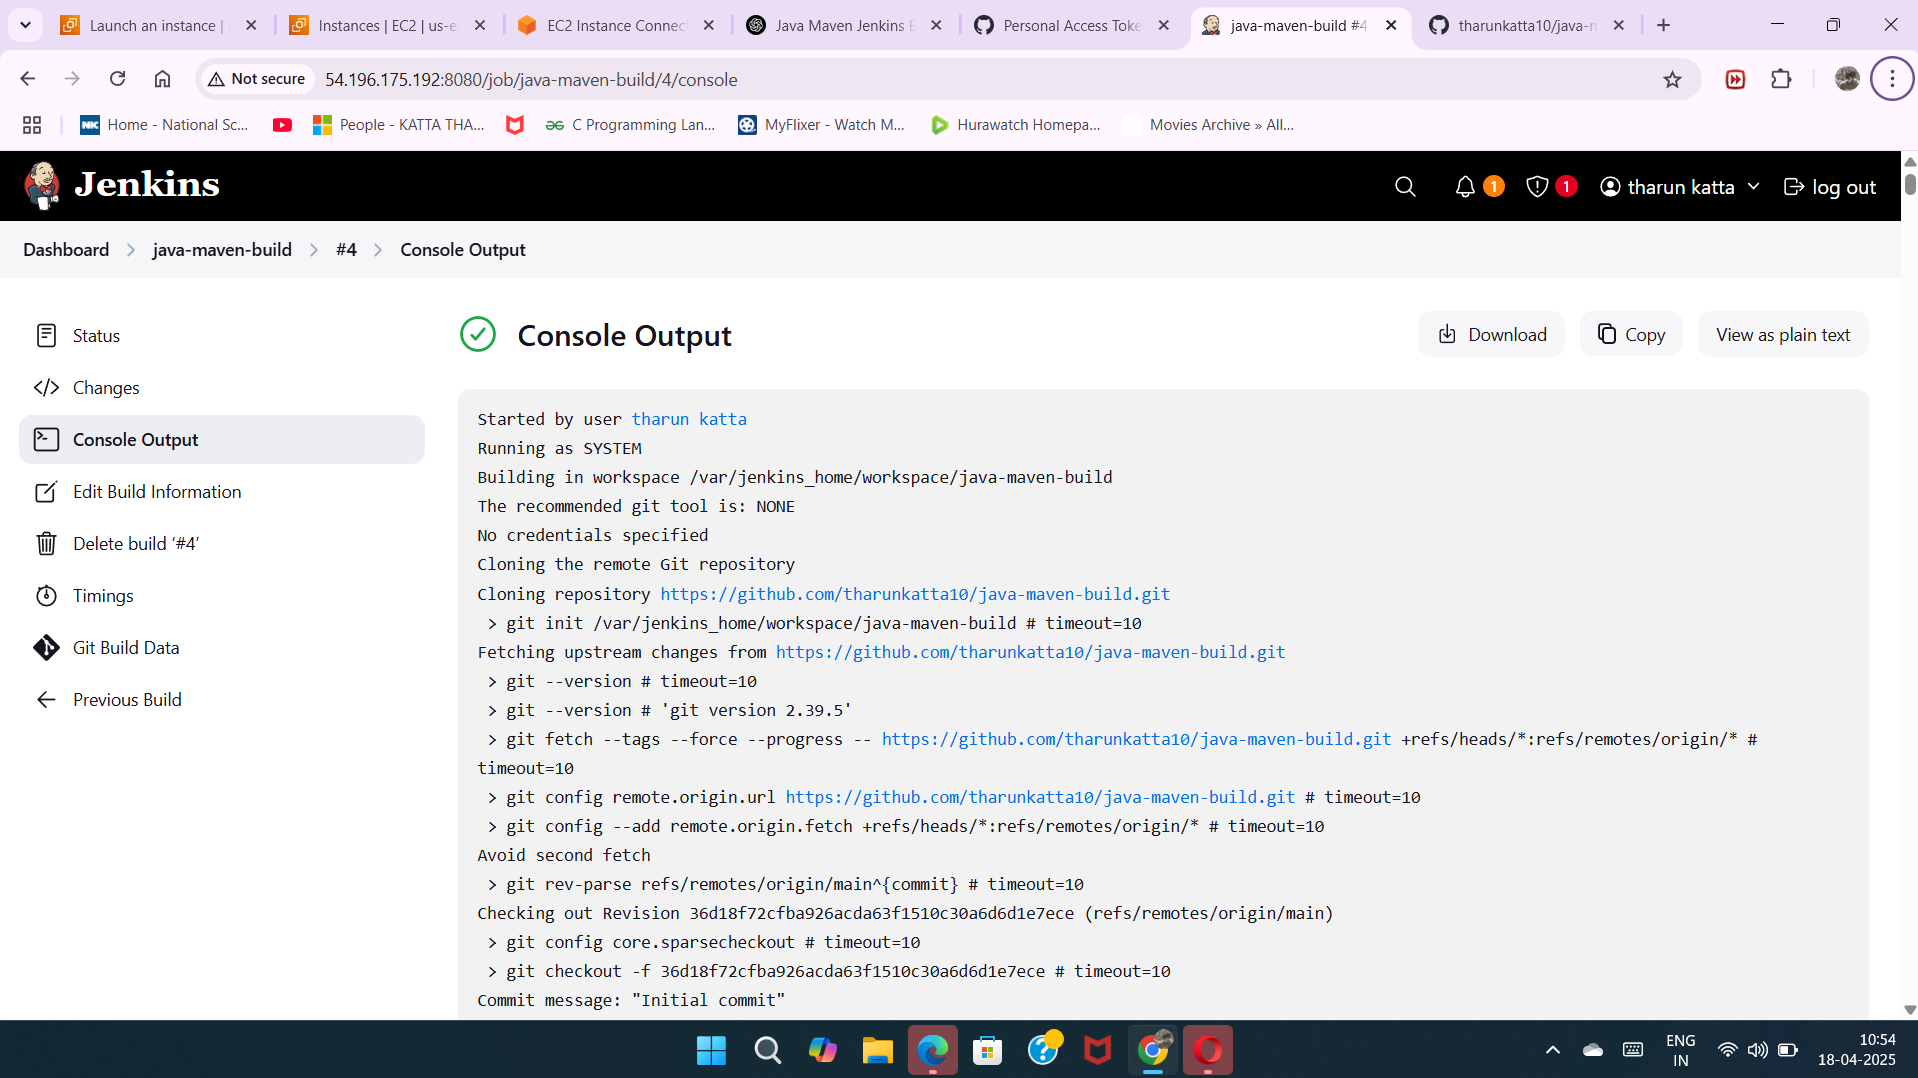 Launch an instance |
Instances | EC2 | us-e
EC2 Instance Connect
Java Maven Jenkins
Personal Access Toke
java-maven-build #4
tharunkatta10/java-m
Not secure
54.196.175.192:8080/job/java-maven-build/4/console
Home - National Sc...
People - KATTA THA...
C Programming Lan...
MyFlixer - Watch M...
Hurawatch Homepa...
Movies Archive » All...
Jenkins
1
1
tharun katta
log out
Dashboard
java-maven-build
#4
Console Output
Status
Changes
Console Output
Edit Build Information
Delete build ‘#4’
Timings
Git Build Data
Previous Build
Console Output
Download
Copy
View as plain text
Started by user tharun katta
Running as SYSTEM
Building in workspace /var/jenkins_home/workspace/java-maven-build
The recommended git tool is: NONE
No credentials specified
Cloning the remote Git repository
Cloning repository https://github.com/tharunkatta10/java-maven-build.git
> git init /var/jenkins_home/workspace/java-maven-build # timeout=10
Fetching upstream changes from https://github.com/tharunkatta10/java-maven-build.git
> git --version # timeout=10
> git --version # 'git version 2.39.5'
> git fetch --tags --force --progress -- https://github.com/tharunkatta10/java-maven-build.git +refs/heads/*:refs/remotes/origin/* #
timeout=10
> git config remote.origin.url https://github.com/tharunkatta10/java-maven-build.git # timeout=10
> git config --add remote.origin.fetch +refs/heads/*:refs/remotes/origin/* # timeout=10
Avoid second fetch
> git rev-parse refs/remotes/origin/main^{commit} # timeout=10
Checking out Revision 36d18f72cfba926acda63f1510c30a6d6d1e7ece (refs/remotes/origin/main)
> git config core.sparsecheckout # timeout=10
> git checkout -f 36d18f72cfba926acda63f1510c30a6d6d1e7ece # timeout=10
Commit message: "Initial commit"
ENG
IN
10:54
18-04-2025